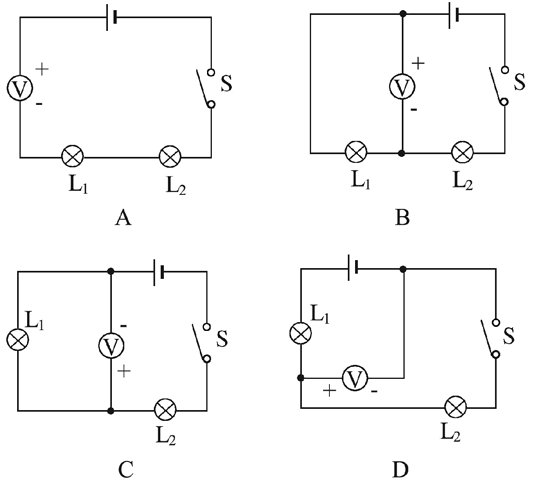 +
V
-
S
L₁
L₂
A
+
V
-
S
L₁
L₂
B
L₁
-
V
+
S
L₂
C
L₁
S
V
+
-
L₂
D